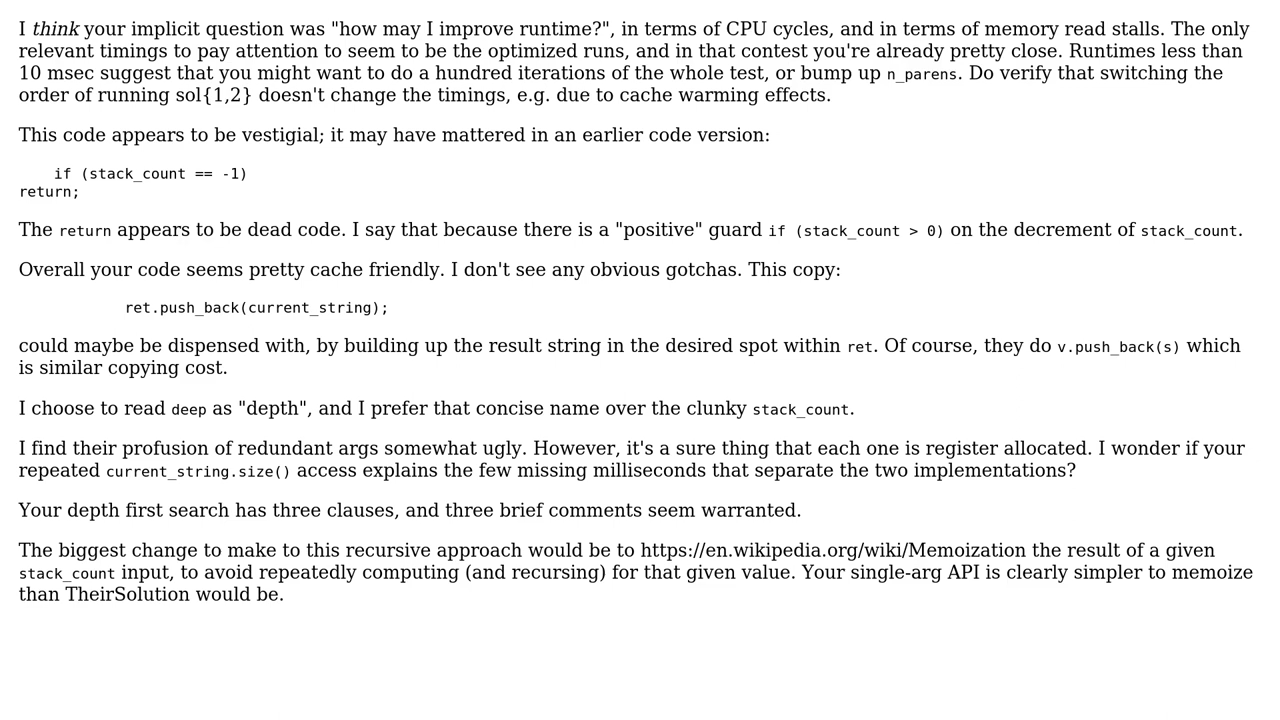 I think your implicit question was "how may I improve runtime?", in terms of CPU cycles, and in terms of memory read stalls. The only
relevant timings to pay attention to seem to be the optimized runs, and in that contest you're already pretty close. Runtimes less than
10 msec suggest that you might want to do a hundred iterations of the whole test, or bump up n_parens. Do verify that switching the
order of running sol{1,2} doesn't change the timings, e.g. due to cache warming effects.
This code appears to be vestigial; it may have mattered in an earlier code version:
    if (stack_count == -1)
return;
The return appears to be dead code. I say that because there is a "positive" guard if (stack_count > 0) on the decrement of stack_count.
Overall your code seems pretty cache friendly. I don't see any obvious gotchas. This copy:
            ret.push_back(current_string);
could maybe be dispensed with, by building up the result string in the desired spot within ret. Of course, they do v.push_back(s) which
is similar copying cost.
I choose to read deep as "depth", and I prefer that concise name over the clunky stack_count.
I find their profusion of redundant args somewhat ugly. However, it's a sure thing that each one is register allocated. I wonder if your
repeated current_string.size() access explains the few missing milliseconds that separate the two implementations?
Your depth first search has three clauses, and three brief comments seem warranted.
The biggest change to make to this recursive approach would be to https://en.wikipedia.org/wiki/Memoization the result of a given
stack_count input, to avoid repeatedly computing (and recursing) for that given value. Your single-arg API is clearly simpler to memoize
than TheirSolution would be.